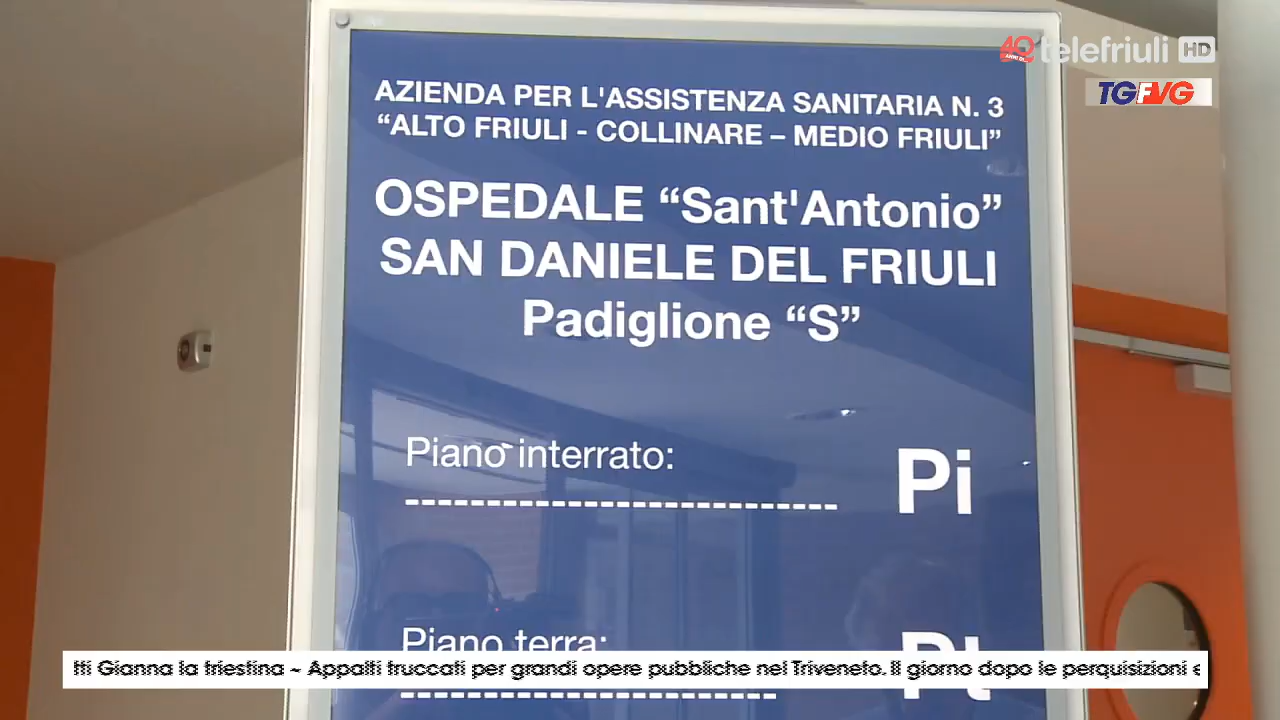 40 telefriuli HD
TGFVG
AZIENDA PER L'ASSISTENZA SANITARIA N. 3
“ALTO FRIULI - COLLINARE – MEDIO FRIULI”
OSPEDALE “Sant'Antonio”
SAN DANIELE DEL FRIULI
Padiglione “S”
Piano interrato: Pi
---------------------------
Piano terra: Pt
tti Gianna la triestina ~ Appalti truccati per grandi opere pubbliche nel Triveneto. Il giorno dopo le perquisizioni e